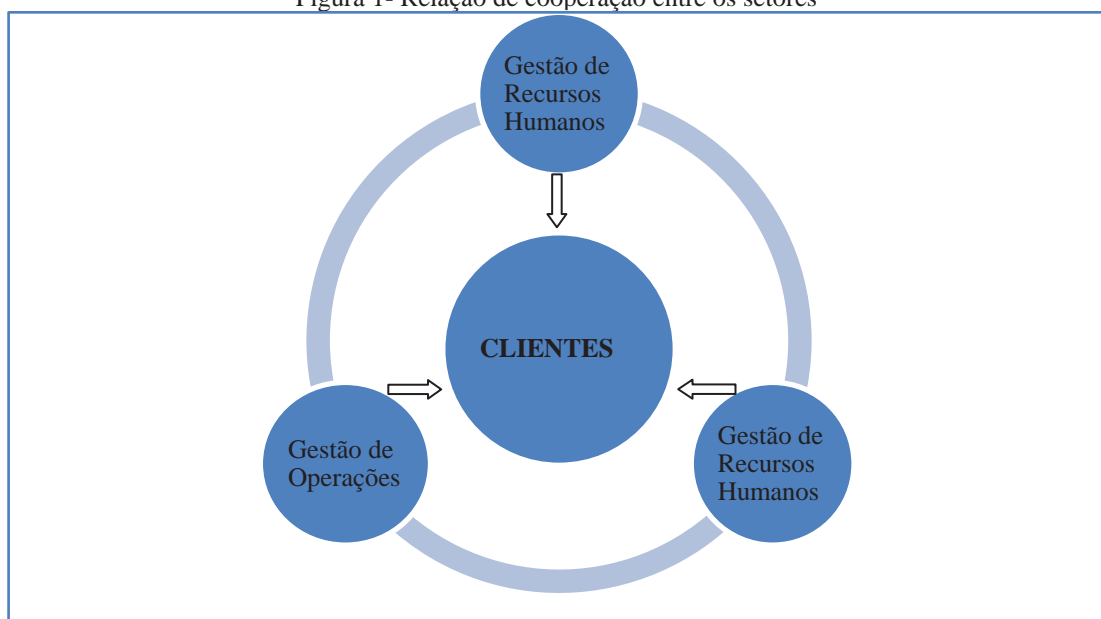 Figura 1- Relação de cooperação entre os setores
Gestão de
Recursos
Humanos
CLIENTES
Gestão de
Operações
Gestão de
Recursos
Humanos